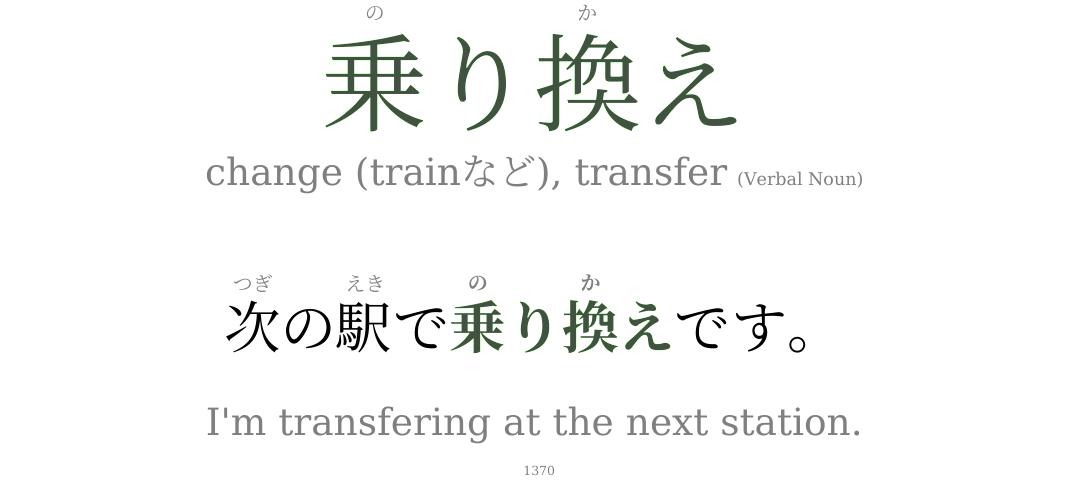 の か
乗り換え
change (trainなど), transfer (Verbal Noun)
つぎ えき の か
次の駅で乗り換えです。
I'm transfering at the next station.
1370